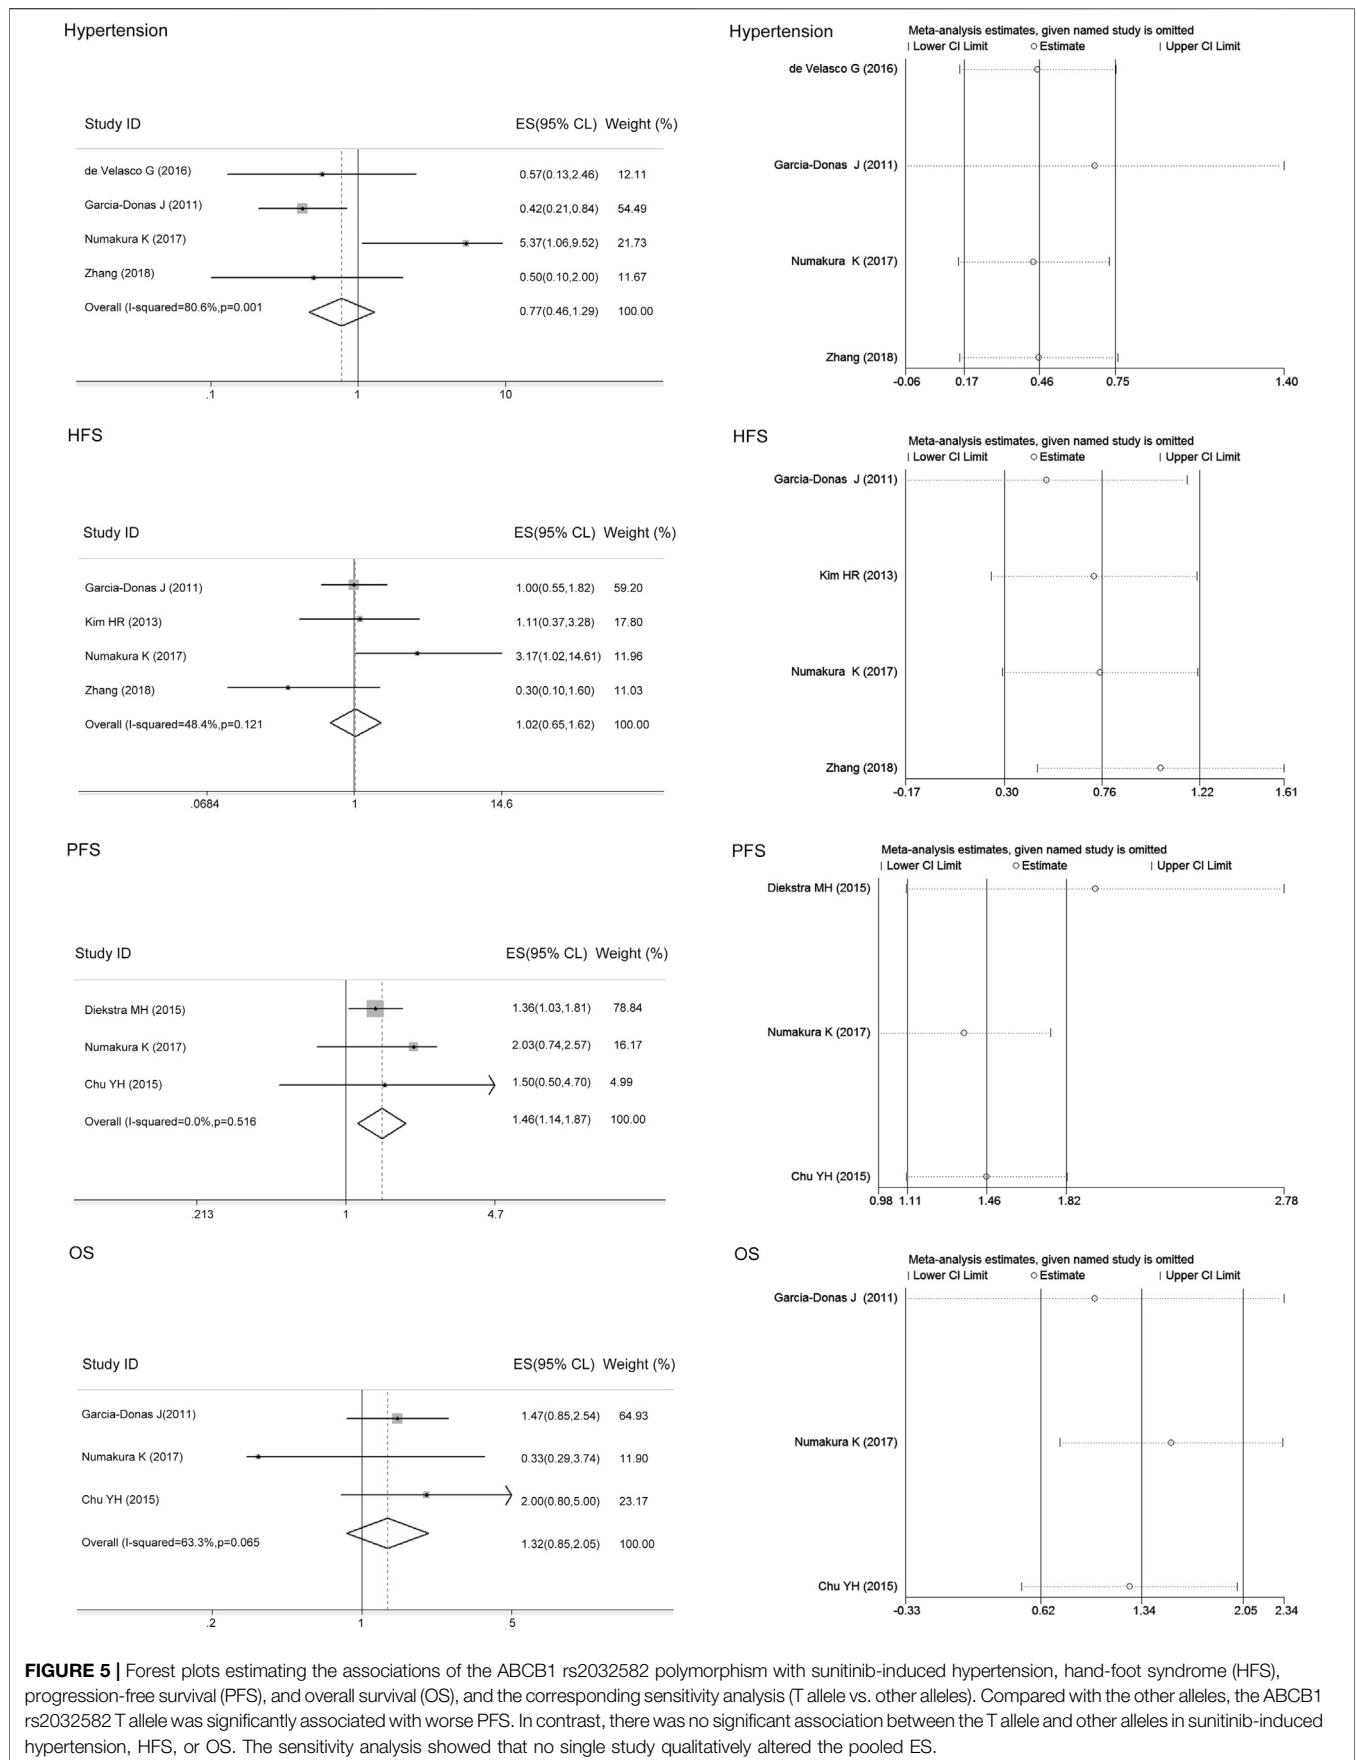 Hypertension
Study ID ES(95% CL) Weight (%)
de Velasco G (2016) 0.57(0.13,2.46) 12.11
Garcia-Donas J (2011) 0.42(0.21,0.84) 54.49
Numakura K (2017) 5.37(1.06,9.52) 21.73
Zhang (2018) 0.50(0.10,2.00) 11.67
Overall (I-squared=80.6%,p=0.001 0.77(0.46,1.29) 100.00
.1 1 10
Hypertension
Meta-analysis estimates, given named study is omitted
| Lower CI Limit ○ Estimate | Upper CI Limit
de Velasco G (2016)
Garcia-Donas J (2011)
Numakura K (2017)
Zhang (2018)
-0.06 0.17 0.46 0.75 1.40
HFS
Study ID ES(95% CL) Weight (%)
Garcia-Donas J (2011) 1.00(0.55,1.82) 59.20
Kim HR (2013) 1.11(0.37,3.28) 17.80
Numakura K (2017) 3.17(1.02,14.61) 11.96
Zhang (2018) 0.30(0.10,1.60) 11.03
Overall (I-squared=48.4%,p=0.121 1.02(0.65,1.62) 100.00
.0684 1 14.6
HFS
Meta-analysis estimates, given named study is omitted
| Lower CI Limit ○ Estimate | Upper CI Limit
Garcia-Donas J (2011)
Kim HR (2013)
Numakura K (2017)
Zhang (2018)
-0.17 0.30 0.76 1.22 1.61
PFS
Study ID ES(95% CL) Weight (%)
Diekstra MH (2015) 1.36(1.03,1.81) 78.84
Numakura K (2017) 2.03(0.74,2.57) 16.17
Chu YH (2015) 1.50(0.50,4.70) 4.99
Overall (I-squared=0.0%,p=0.516 1.46(1.14,1.87) 100.00
.213 1 4.7
PFS
Meta-analysis estimates, given named study is omitted
| Lower CI Limit ○ Estimate | Upper CI Limit
Diekstra MH (2015)
Numakura K (2017)
Chu YH (2015)
0.98 1.11 1.46 1.82 2.78
OS
Study ID ES(95% CL) Weight (%)
Garcia-Donas J(2011) 1.47(0.85,2.54) 64.93
Numakura K (2017) 0.33(0.29,3.74) 11.90
Chu YH (2015) 2.00(0.80,5.00) 23.17
Overall (I-squared=63.3%,p=0.065 1.32(0.85,2.05) 100.00
.2 1 5
OS
Meta-analysis estimates, given named study is omitted
| Lower CI Limit ○ Estimate | Upper CI Limit
Garcia-Donas J (2011)
Numakura K (2017)
Chu YH (2015)
-0.33 0.62 1.34 2.05 2.34
FIGURE 5 | Forest plots estimating the associations of the ABCB1 rs2032582 polymorphism with sunitinib-induced hypertension, hand-foot syndrome (HFS),
progression-free survival (PFS), and overall survival (OS), and the corresponding sensitivity analysis (T allele vs. other alleles). Compared with the other alleles, the ABCB1
rs2032582 T allele was significantly associated with worse PFS. In contrast, there was no significant association between the T allele and other alleles in sunitinib-induced
hypertension, HFS, or OS. The sensitivity analysis showed that no single study qualitatively altered the pooled ES.